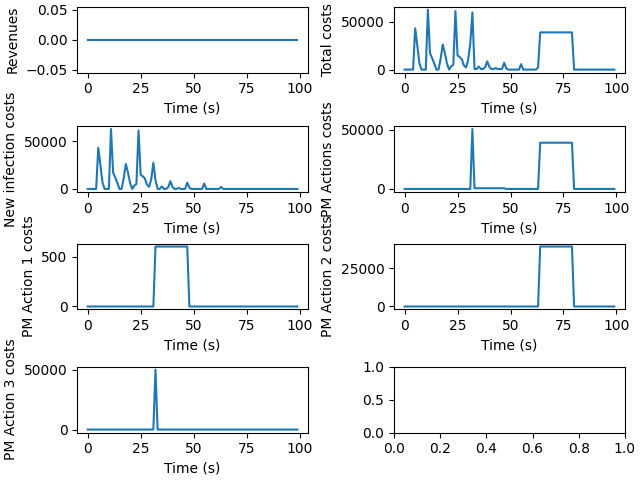 Revenues
0.05
0.00
−0.05
0 25 50 75 100
Time (s)
Total costs
50000
0
0 25 50 75 100
Time (s)
New infection costs
50000
0
0 25 50 75 100
Time (s)
PM Actions costs
50000
0
0 25 50 75 100
Time (s)
PM Action 1 costs
500
0
0 25 50 75 100
Time (s)
PM Action 2 costs
25000
0
0 25 50 75 100
Time (s)
PM Action 3 costs
50000
0
0 25 50 75 100
Time (s)
1.0
0.5
0.0
0.0 0.2 0.4 0.6 0.8 1.0